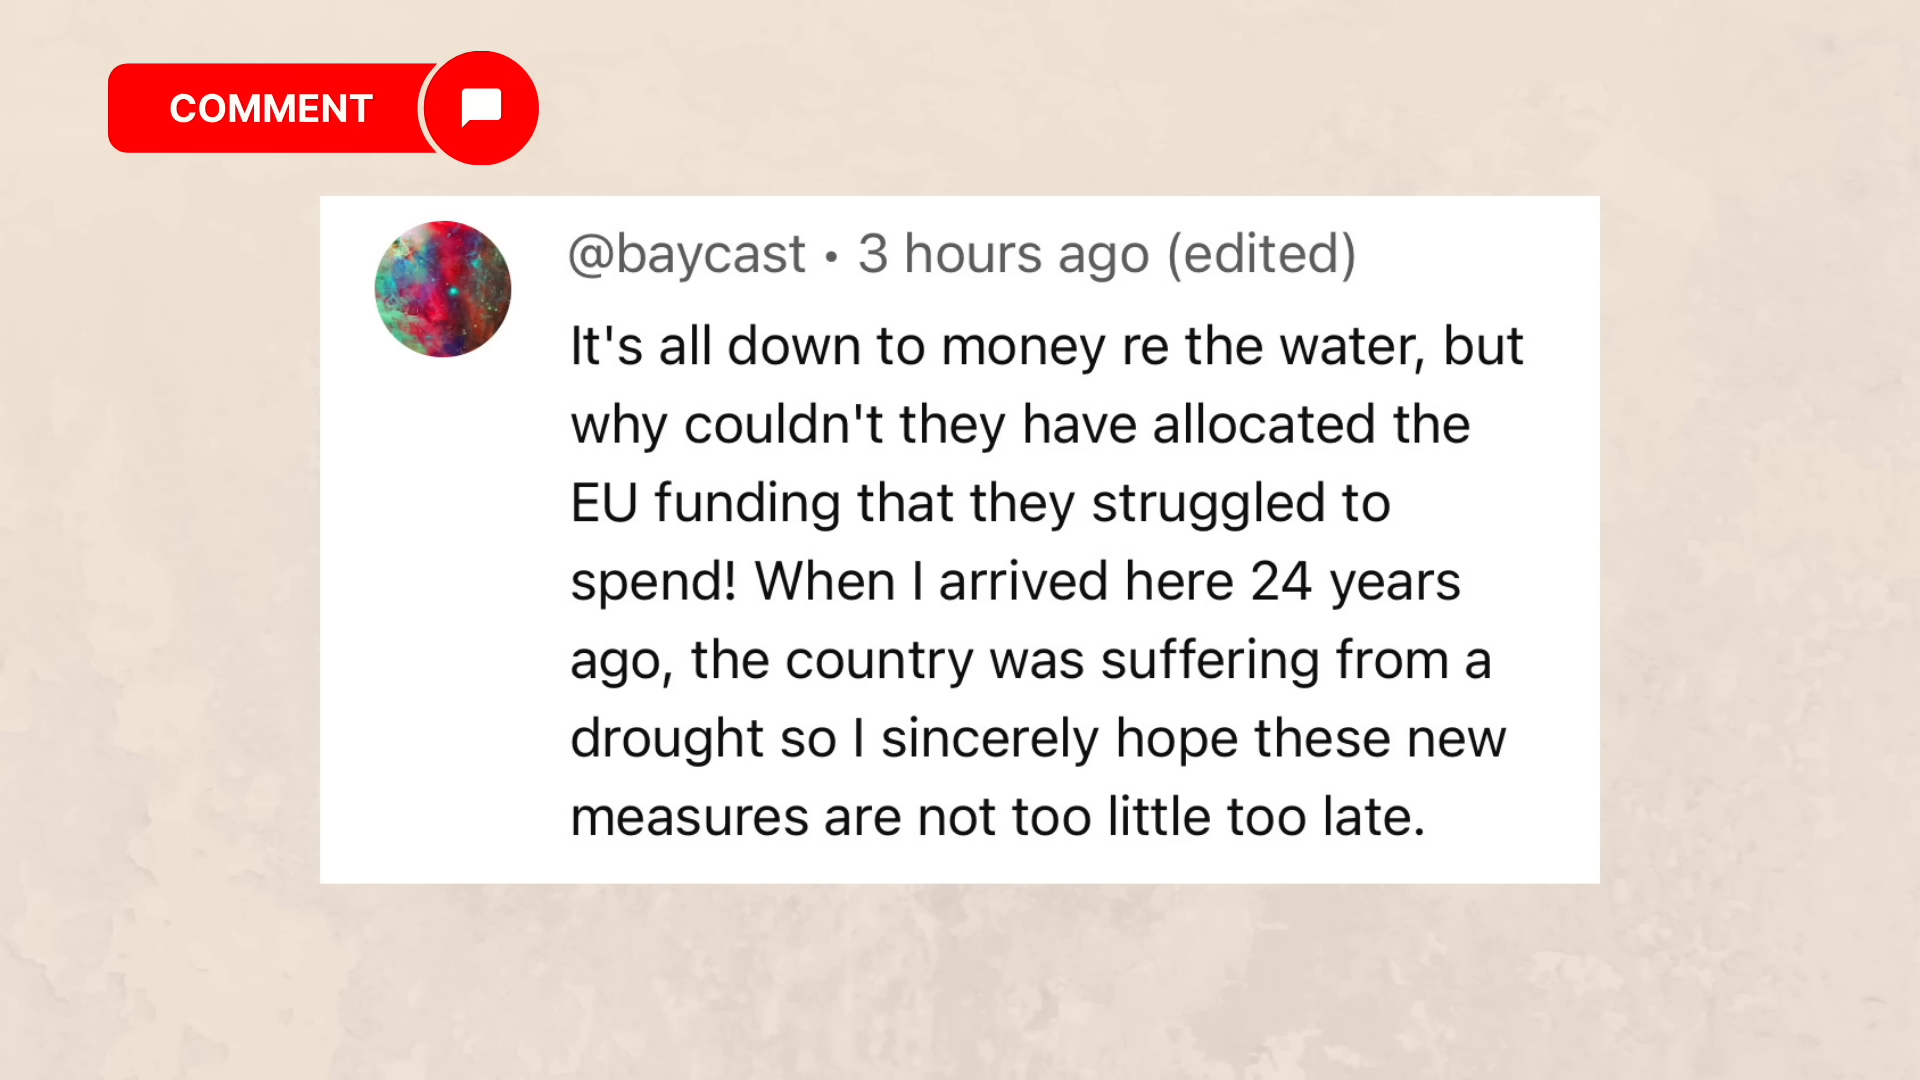 COMMENT
@baycast • 3 hours ago (edited)
It's all down to money re the water, but
why couldn't they have allocated the
EU funding that they struggled to
spend! When I arrived here 24 years
ago, the country was suffering from a
drought so I sincerely hope these new
measures are not too little too late.